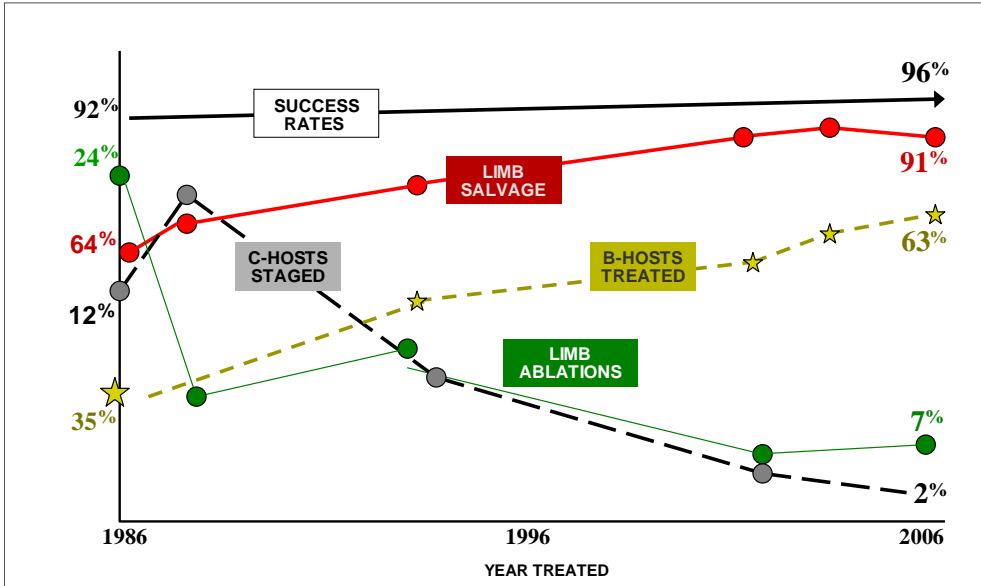 96%
92%
SUCCESS
RATES
24%
LIMB
SALVAGE
91%
64%
C-HOSTS
STAGED
B-HOSTS
TREATED
63%
12%
LIMB
ABLATIONS
35%
7%
2%
1986
1996
2006
YEAR TREATED